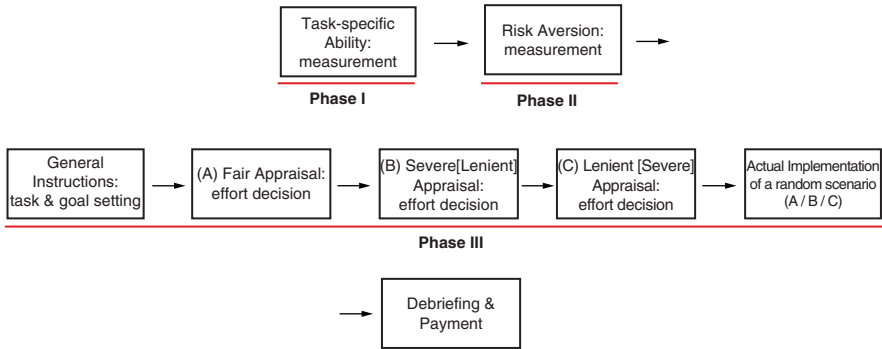 Task-specific
Ability:
measurement
Risk Aversion:
measurement
Phase I
Phase II
General
Instructions:
task & goal setting
(A) Fair Appraisal:
effort decision
(B) Severe[Lenient]
Appraisal:
effort decision
(C) Lenient [Severe]
Appraisal:
effort decision
Actual Implementation
of a random scenario
(A / B / C)
Phase III
Debriefing &
Payment